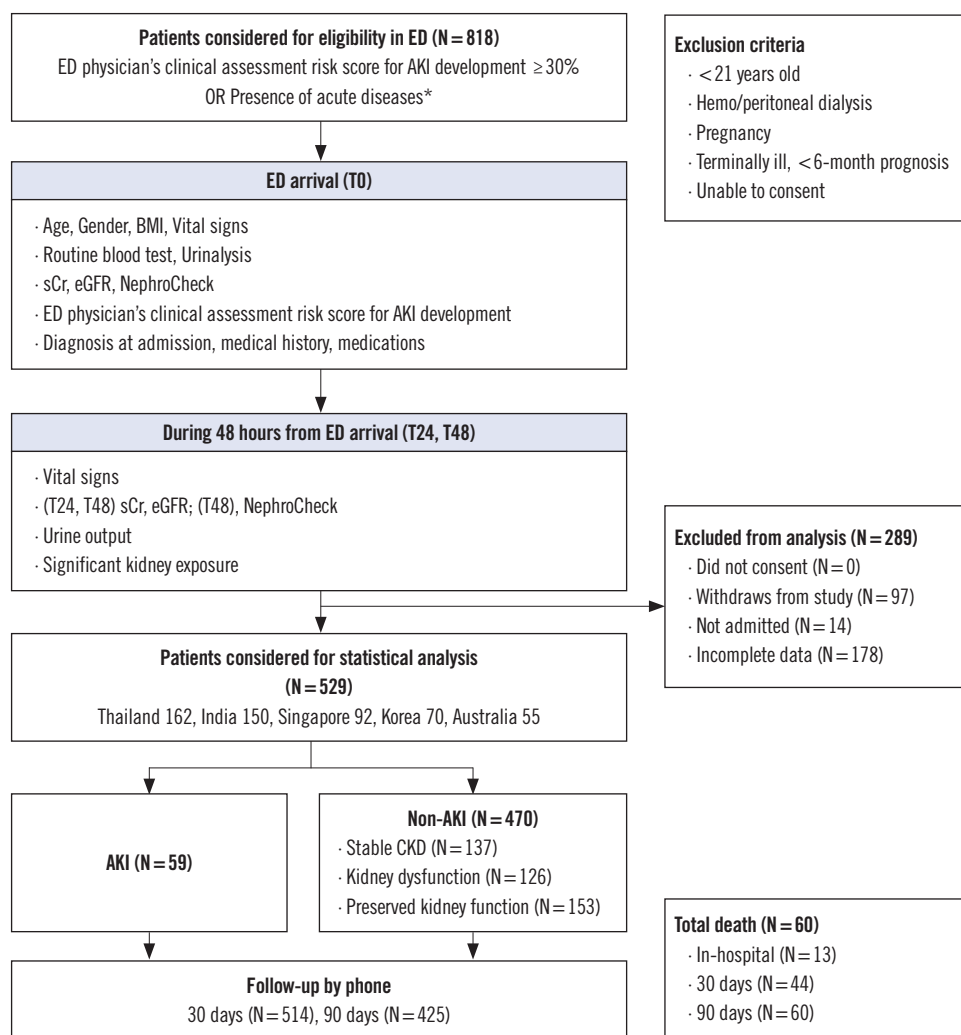 Patients considered for eligibility in ED (N=818)
ED physician's clinical assessment risk score for AKI development ≥30%
OR Presence of acute diseases*
Exclusion criteria
· <21 years old
· Hemo/peritoneal dialysis
· Pregnancy
· Terminally ill, <6-month prognosis
· Unable to consent
ED arrival (T0)
· Age, Gender, BMI, Vital signs
· Routine blood test, Urinalysis
· sCr, eGFR, NephroCheck
· ED physician's clinical assessment risk score for AKI development
· Diagnosis at admission, medical history, medications
During 48 hours from ED arrival (T24, T48)
· Vital signs
· (T24, T48) sCr, eGFR; (T48), NephroCheck
· Urine output
· Significant kidney exposure
Excluded from analysis (N=289)
· Did not consent (N=0)
· Withdraws from study (N=97)
· Not admitted (N=14)
· Incomplete data (N=178)
Patients considered for statistical analysis
(N=529)
Thailand 162, India 150, Singapore 92, Korea 70, Australia 55
AKI (N=59)
Non-AKI (N=470)
· Stable CKD (N=137)
· Kidney dysfunction (N=126)
· Preserved kidney function (N=153)
Follow-up by phone
30 days (N=514), 90 days (N=425)
Total death (N=60)
· In-hospital (N=13)
· 30 days (N=44)
· 90 days (N=60)